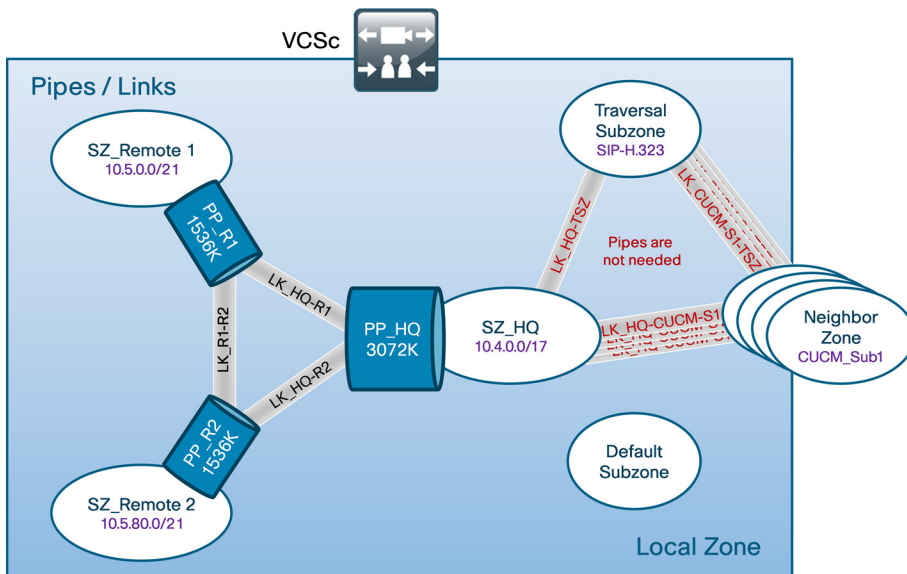 VCSc
Pipes / Links
SZ_Remote 1
10.5.0.0/21
PP_R1
1536K
LK_HQ-R1
LK_R1-R2
LK_HQ-R2
PP_R2
1536K
SZ_Remote 2
10.5.80.0/21
PP_HQ
3072K
SZ_HQ
10.4.0.0/17
Traversal
Subzone
SIP-H.323
LK_HQ-TSZ
LK_CUCM-S1-TSZ
Pipes are
not needed
LK_HQ-CUCM-S1
Neighbor
Zone
CUCM_Sub1
Default
Subzone
Local Zone